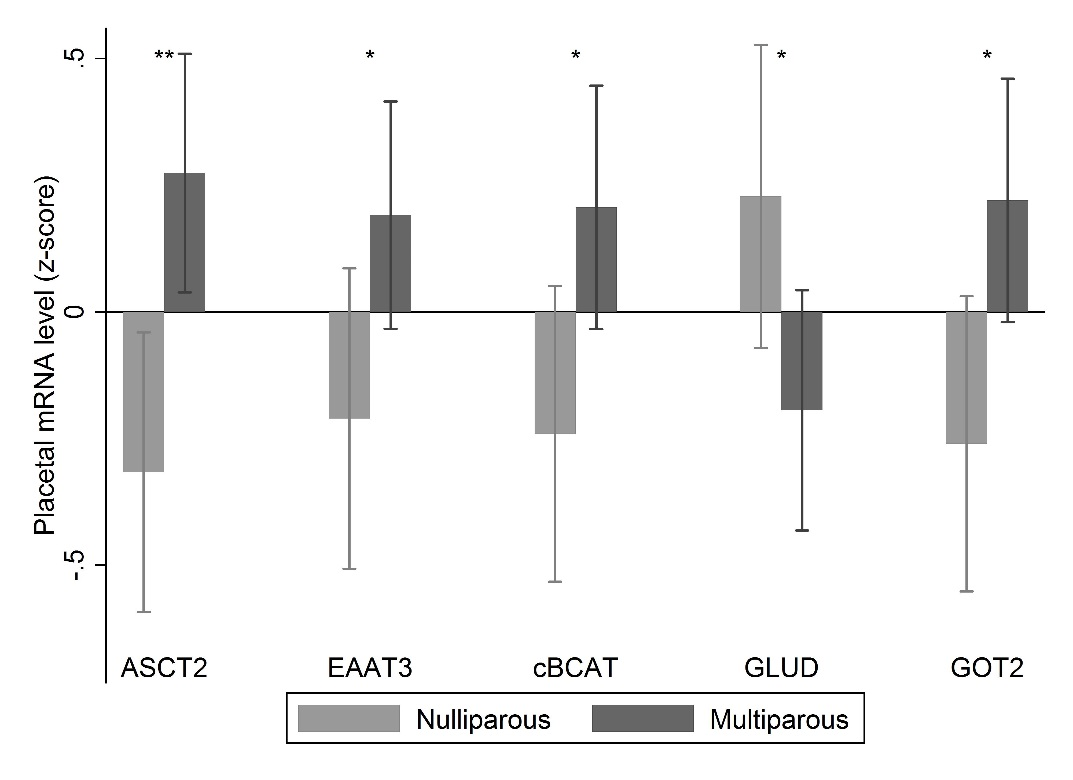 Placetal mRNA level (z-score)
.5
0
-.5
** * * * *
ASCT2 EAAT3 cBCAT GLUD GOT2
Nulliparous Multiparous